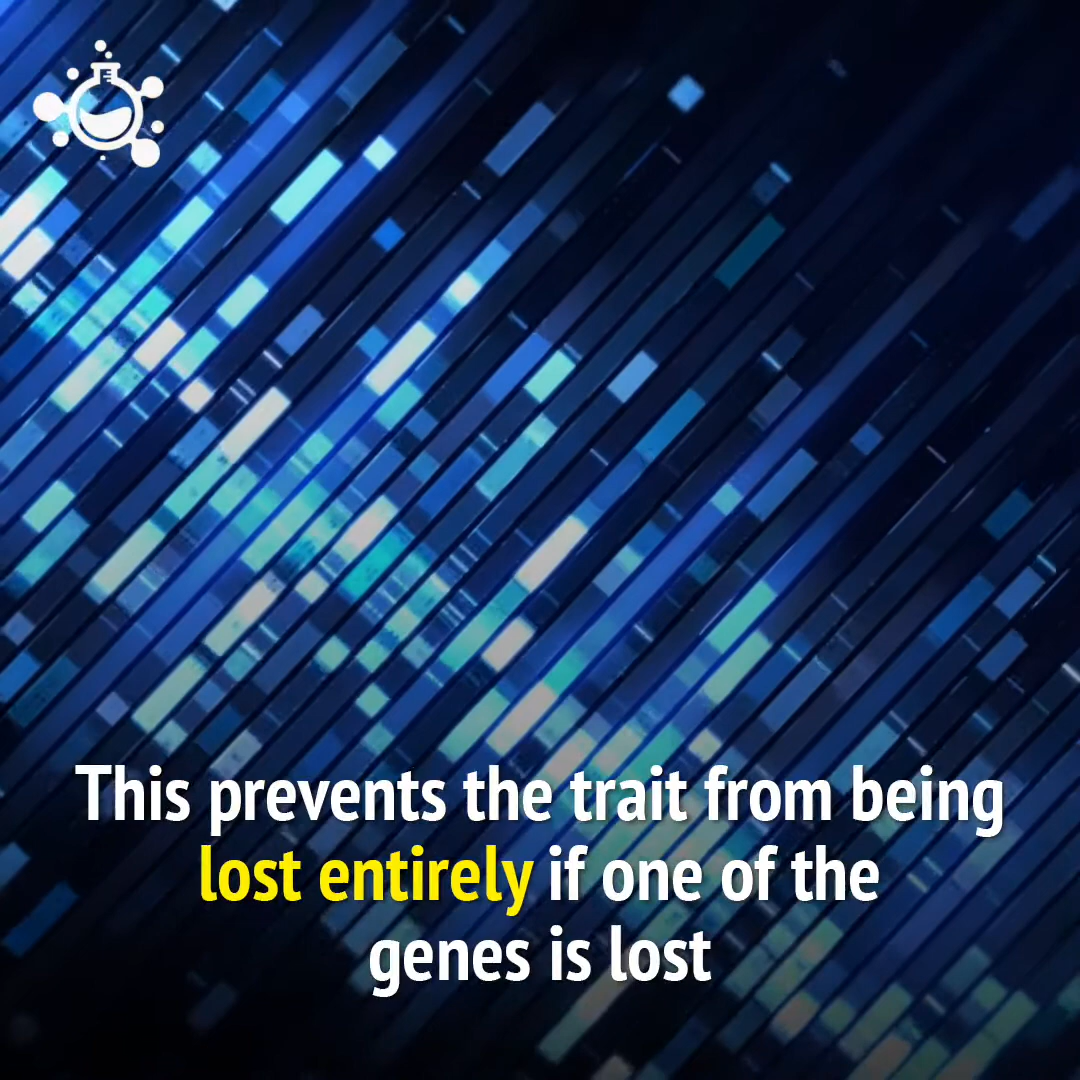 This prevents the trait from being
lost entirely if one of the
genes is lost